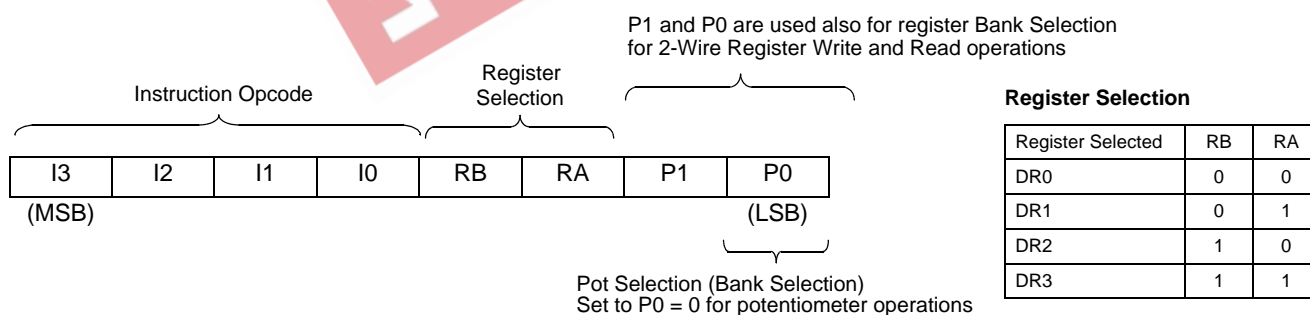 P1 and P0 are used also for register Bank Selection
for 2-Wire Register Write and Read operations
Instruction Opcode
Register
Selection
I3 I2 I1 I0 RB RA P1 P0
(MSB) (LSB)
Pot Selection (Bank Selection)
Set to P0 = 0 for potentiometer operations
Register Selection
Register Selected RB RA
DR0 0 0
DR1 0 1
DR2 1 0
DR3 1 1